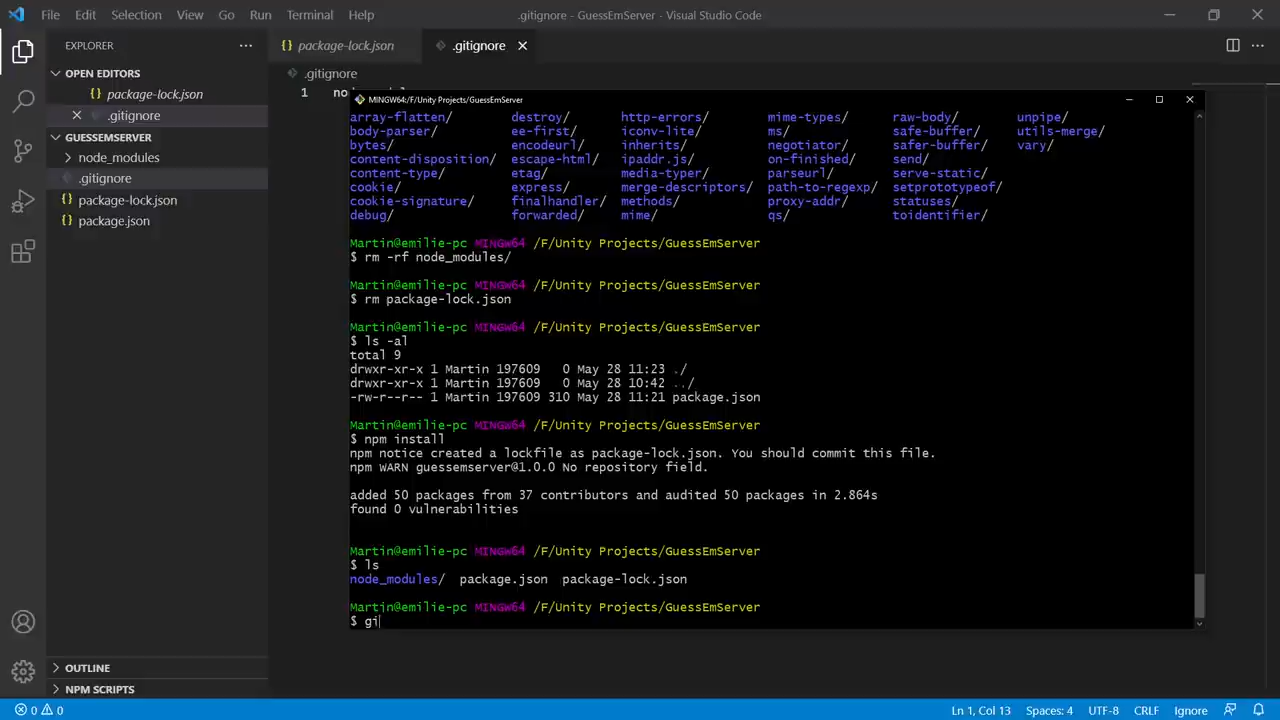 File Edit Selection View Go Run Terminal Help .gitignore - GuessEmServer - Visual Studio Code
EXPLORER
OPEN EDITORS
package-lock.json
.gitignore
GUESSEMSERVER
node_modules
.gitignore
package-lock.json
package.json
OUTLINE
NPM SCRIPTS
package-lock.json .gitignore
.gitignore
1
MINGW64:/F/Unity Projects/GuessEmServer
array-flatten/ destroy/ http-errors/ mime-types/ raw-body/ unpipe/
body-parser/ ee-first/ iconv-lite/ ms/ safe-buffer/ utils-merge/
bytes/ encodeurl/ inherits/ negotiator/ safer-buffer/ vary/
content-disposition/ escape-html/ ipaddr.js/ on-finished/ send/
content-type/ etag/ media-typer/ parseurl/ serve-static/
cookie/ express/ merge-descriptors/ path-to-regexp/ setprototypeof/
cookie-signature/ finalhandler/ methods/ proxy-addr/ statuses/
debug/ forwarded/ mime/ qs/ toidentifier/
Martin@emilie-pc MINGW64 /F/Unity Projects/GuessEmServer
$ rm -rf node_modules/
Martin@emilie-pc MINGW64 /F/Unity Projects/GuessEmServer
$ rm package-lock.json
Martin@emilie-pc MINGW64 /F/Unity Projects/GuessEmServer
$ ls -al
total 9
drwxr-xr-x 1 Martin 197609 0 May 28 11:23 ./
drwxr-xr-x 1 Martin 197609 0 May 28 10:42 ../
-rw-r--r-- 1 Martin 197609 310 May 28 11:21 package.json
Martin@emilie-pc MINGW64 /F/Unity Projects/GuessEmServer
$ npm install
npm notice created a lockfile as package-lock.json. You should commit this file.
npm WARN guessemserver@1.0.0 No repository field.
added 50 packages from 37 contributors and audited 50 packages in 2.864s
found 0 vulnerabilities
Martin@emilie-pc MINGW64 /F/Unity Projects/GuessEmServer
$ ls
node_modules/ package.json package-lock.json
Martin@emilie-pc MINGW64 /F/Unity Projects/GuessEmServer
$ gi
0 0 Ln 1, Col 13 Spaces: 4 UTF-8 CRLF Ignore